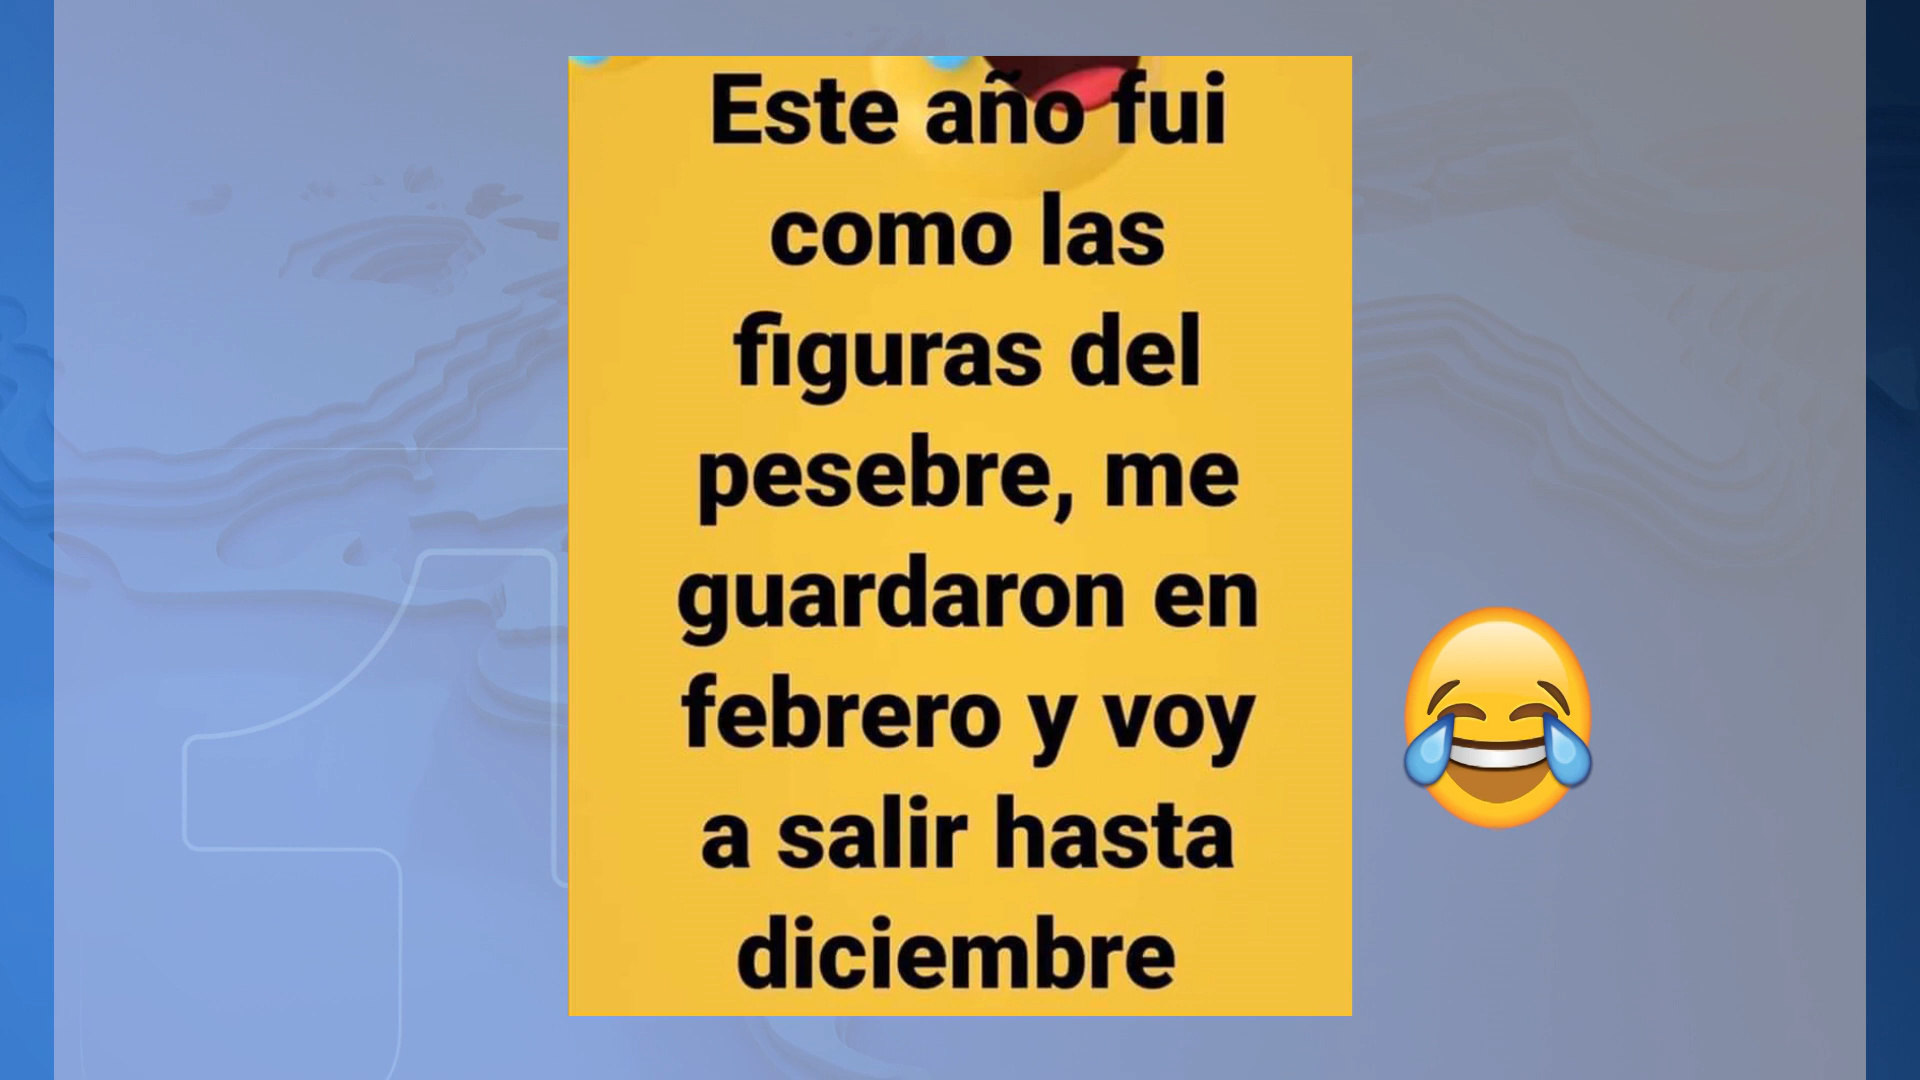 Este año fui
como las
figuras del
pesebre, me
guardaron en
febrero y voy
a salir hasta
diciembre